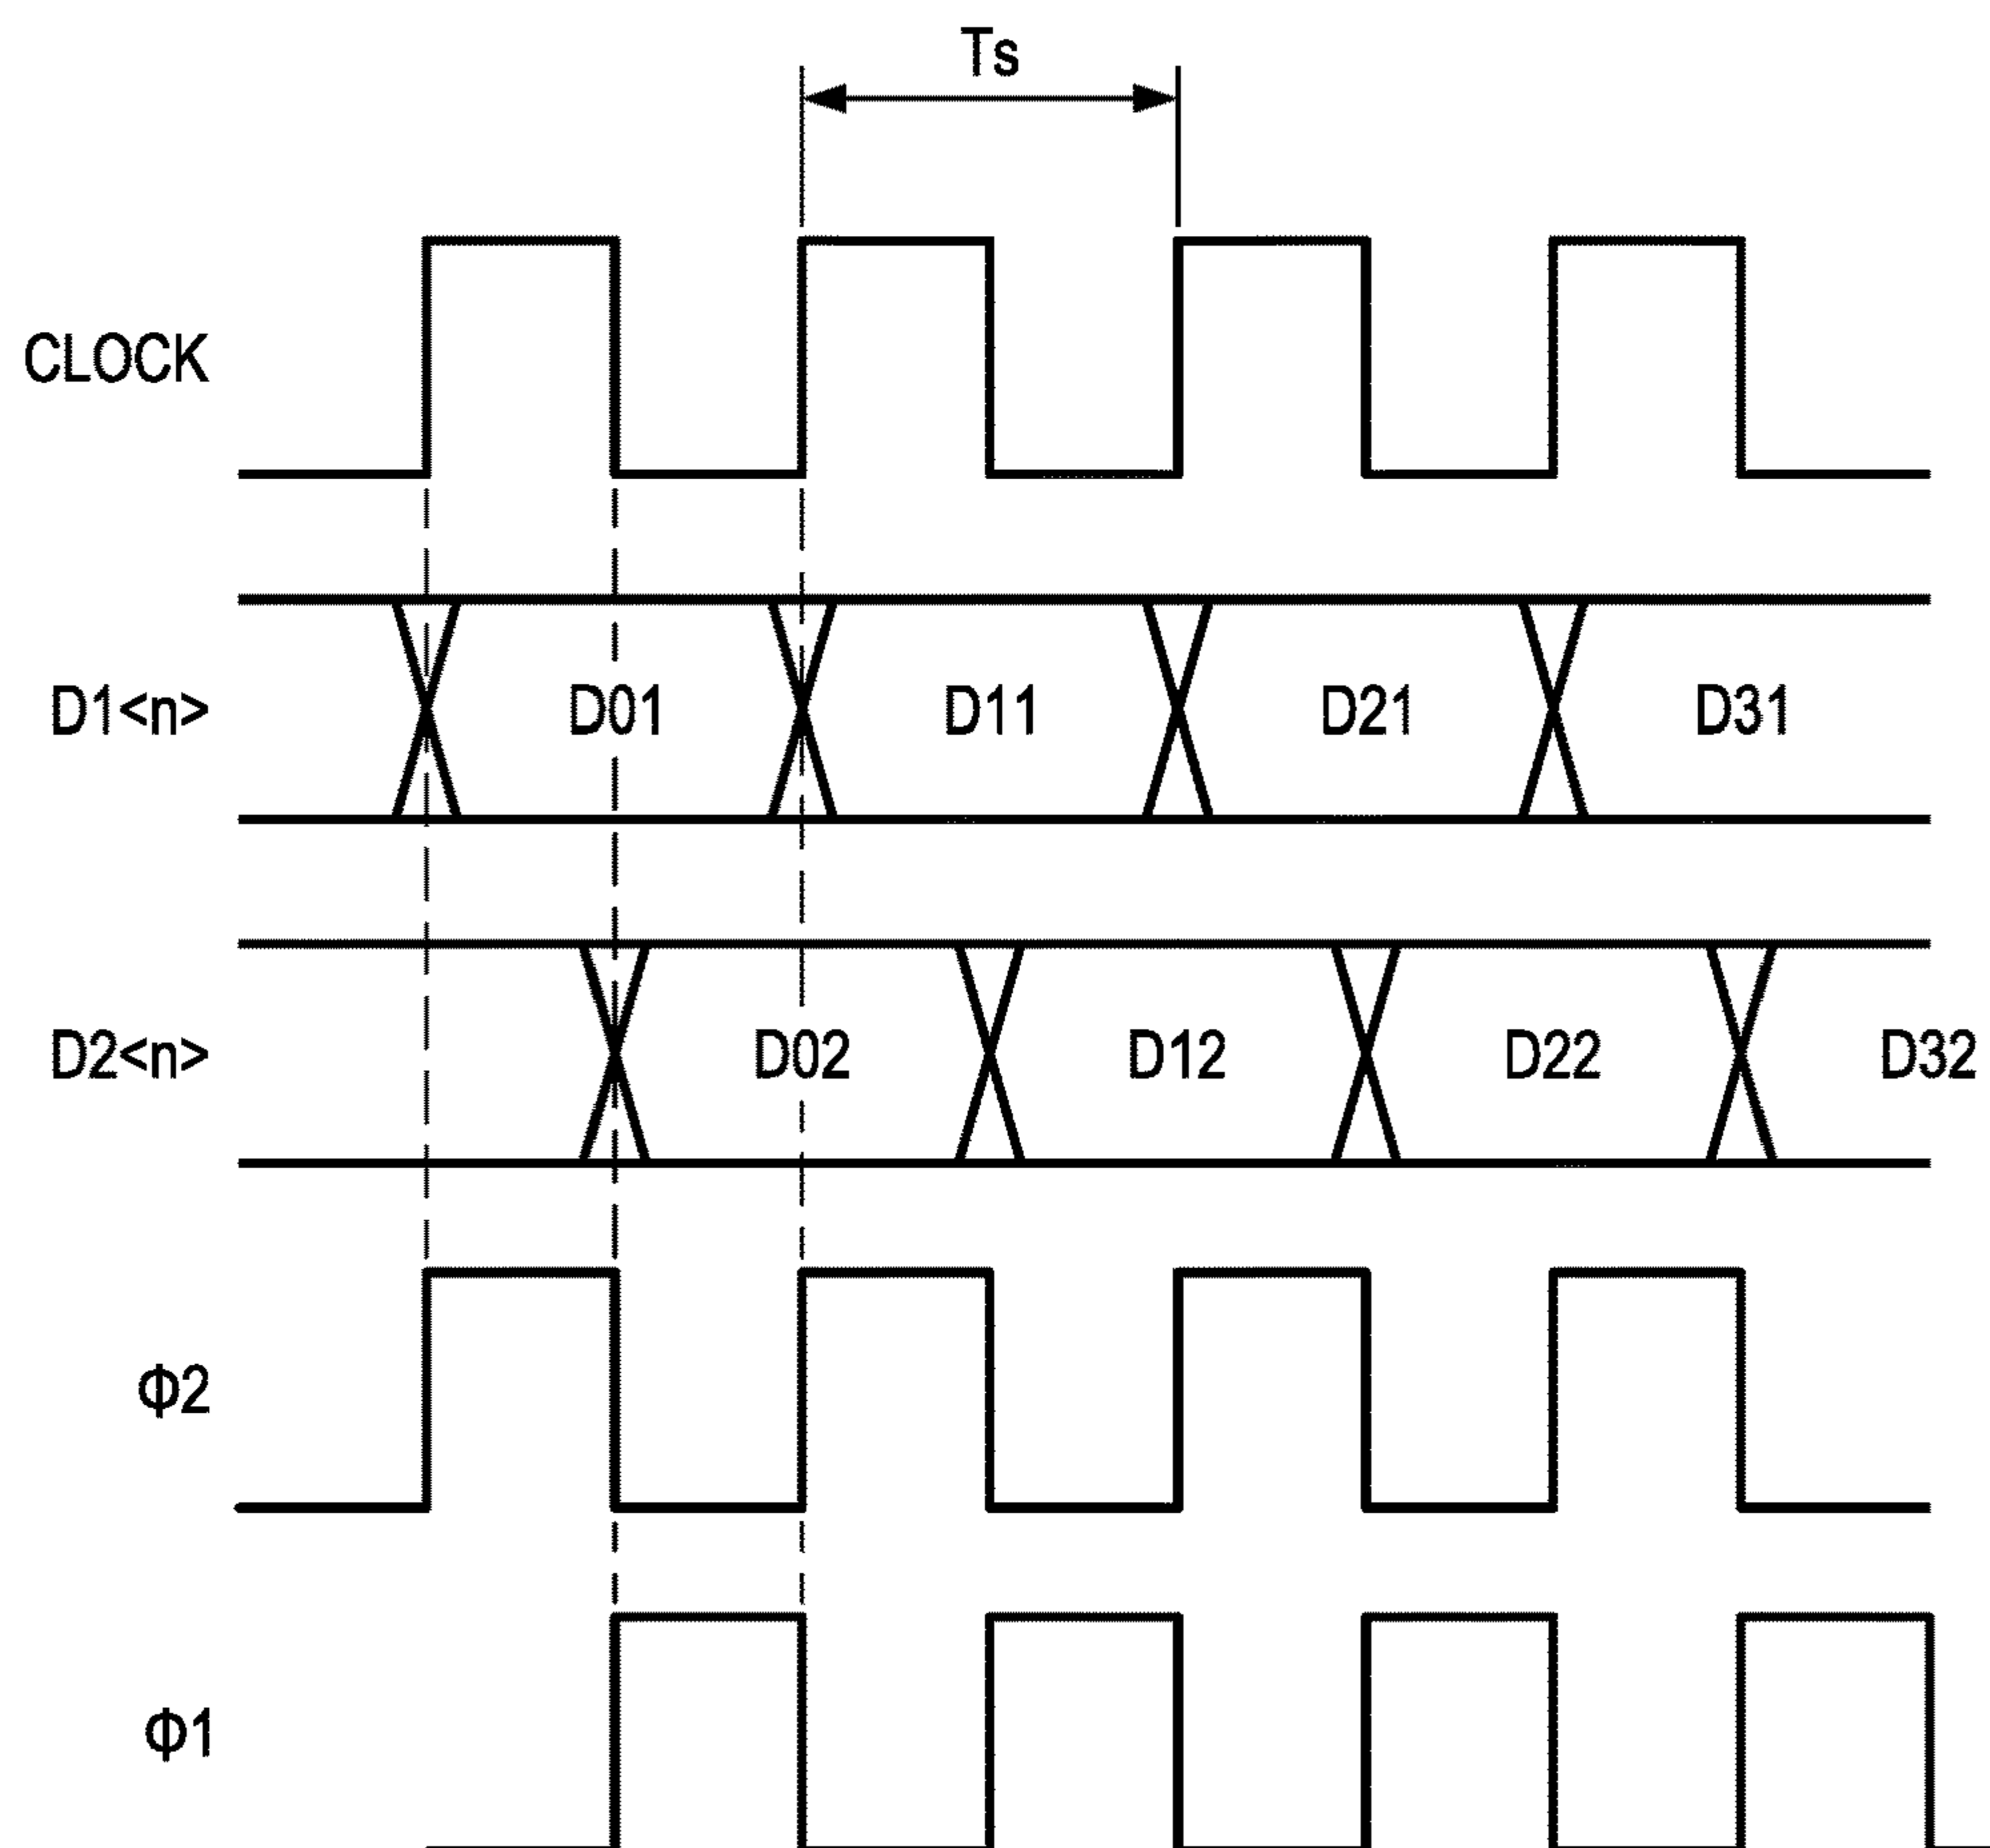 Ts
CLOCK
D1<n> D01 D11 D21 D31
D2<n> D02 D12 D22 D32
Φ2
Φ1